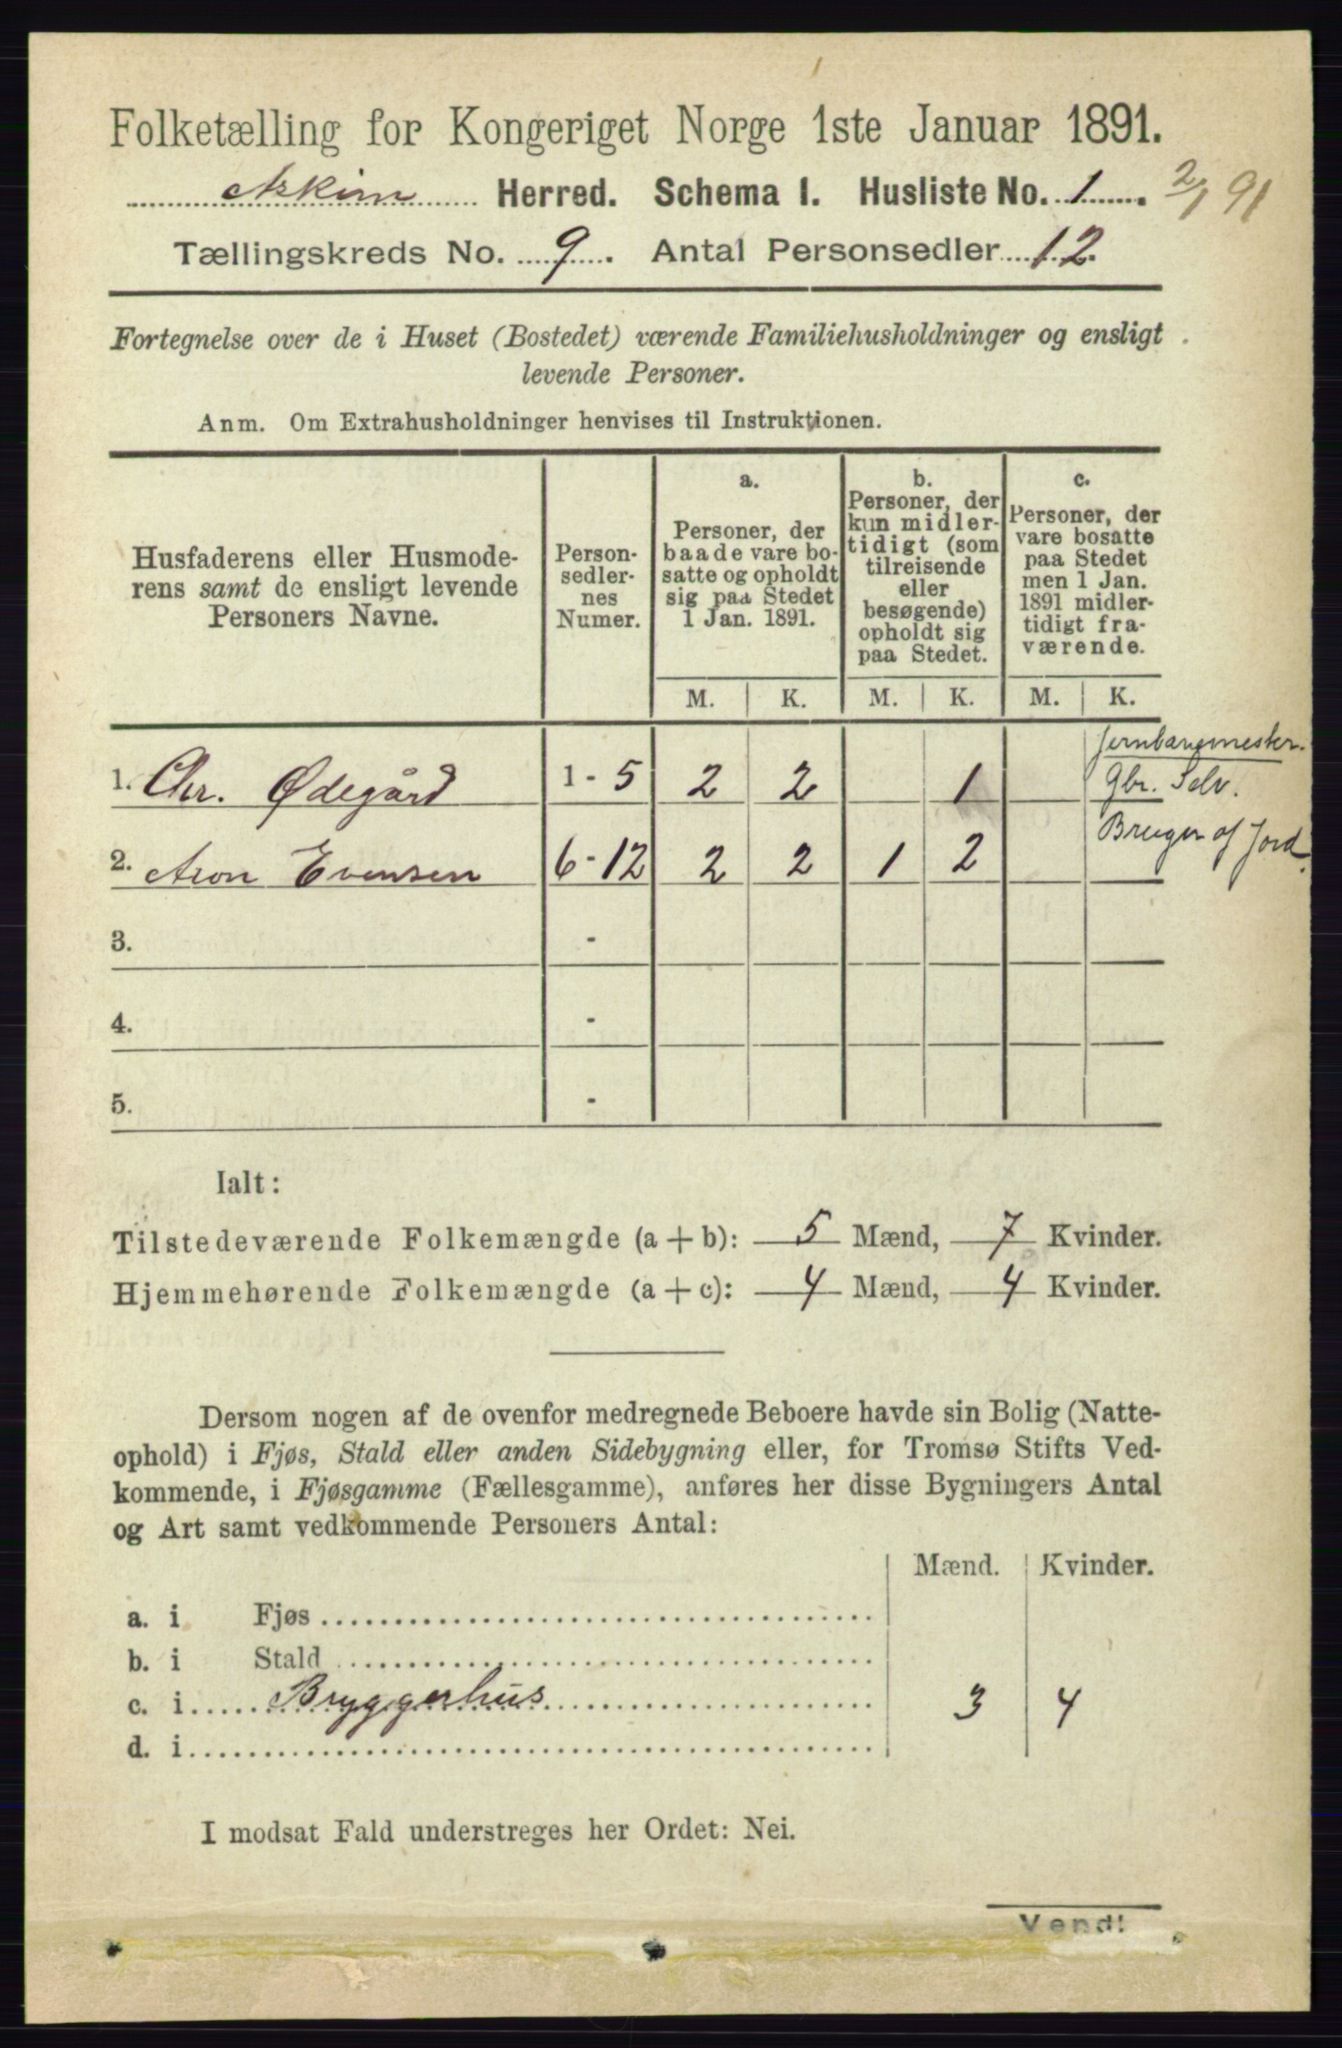 Folketælling for Kongeriget Norge 1ste Januar 1891.
Askim Herred. Schema I. Husliste No. 1. 2/1 91
Tællingskreds No. 9. Antal Personsedler 12.
Fortegnelse over de i Huset (Bostedet) værende Familiehusholdninger og ensligt
levende Personer.
Anm. Om Extrahusholdninger henvises til Instruktionen.
Husfaderens eller Husmode-
rens samt de ensligt levende
Personers Navne.
Person-
sedler-
nes
Numer.
a.
Personer, der
baade vare bo-
satte og opholdt
sig paa Stedet
1 Jan. 1891.
b.
Personer, der
kun midler-
tidigt (som
tilreisende
eller
besøgende)
opholdt sig
paa Stedet.
c.
Personer, der
vare bosatte
paa Stedet
men 1 Jan.
1891 midler-
tidigt fra-
værende.
M. K. M. K. M. K.
Jernbanemester.
1. Chr. Ødegård 1 - 5 2 2 1 Gbr. Selv.
2. Aron Evensen 6 - 12 2 2 1 2 Bruger af Jord.
3. -
4. -
5. -
Ialt:
Tilstedeværende Folkemængde (a + b): 5 Mænd, 7 Kvinder.
Hjemmehørende Folkemængde (a + c): 4 Mænd, 4 Kvinder.
Dersom nogen af de ovenfor medregnede Beboere havde sin Bolig (Natte-
ophold) i Fjøs, Stald eller anden Sidebygning eller, for Tromsø Stifts Ved-
kommende, i Fjøsgamme (Fællesgamme), anføres her disse Bygningers Antal
og Art samt vedkommende Personers Antal:
Mænd. Kvinder.
a. i Fjøs
b. i Stald
c. i Bryggerhus 3 4
d. i
I modsat Fald understreges her Ordet: Nei.
Vend!